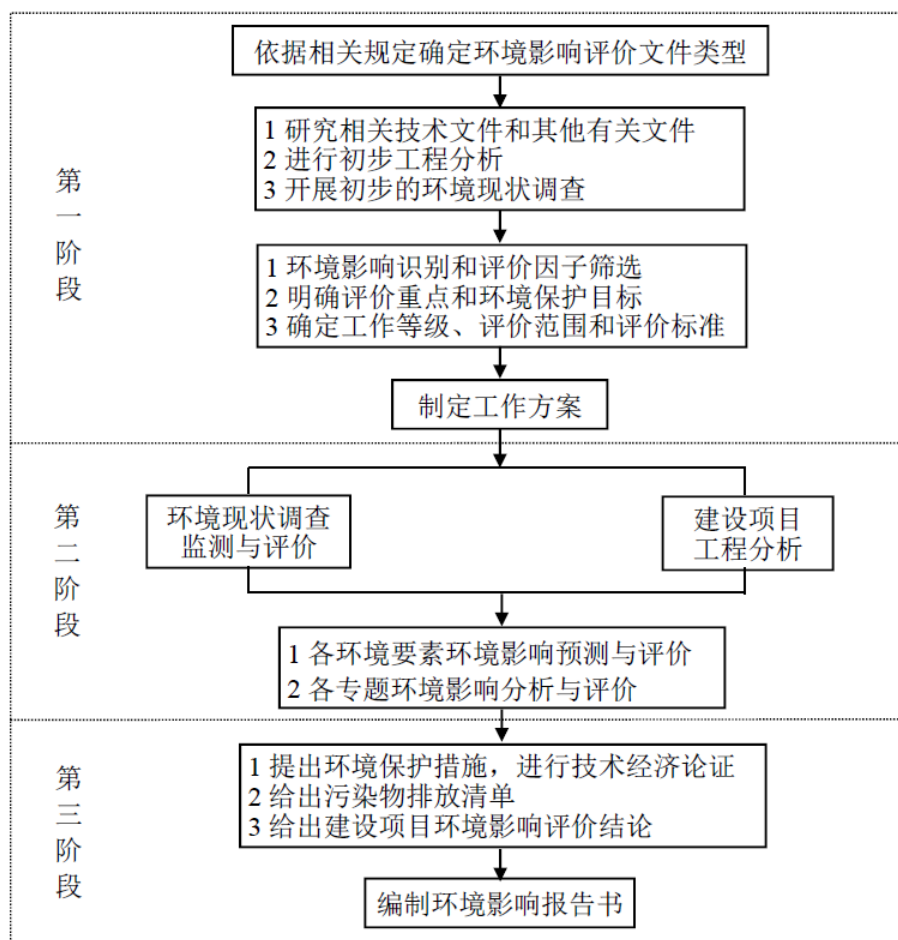 依据相关规定确定环境影响评价文件类型
1 研究相关技术文件和其他有关文件
2 进行初步工程分析
3 开展初步的环境现状调查
第一阶段
1 环境影响识别和评价因子筛选
2 明确评价重点和环境保护目标
3 确定工作等级、评价范围和评价标准
制定工作方案
第二阶段
环境现状调查
监测与评价
建设项目
工程分析
1 各环境要素环境影响预测与评价
2 各专题环境影响分析与评价
第三阶段
1 提出环境保护措施，进行技术经济论证
2 给出污染物排放清单
3 给出建设项目环境影响评价结论
编制环境影响报告书